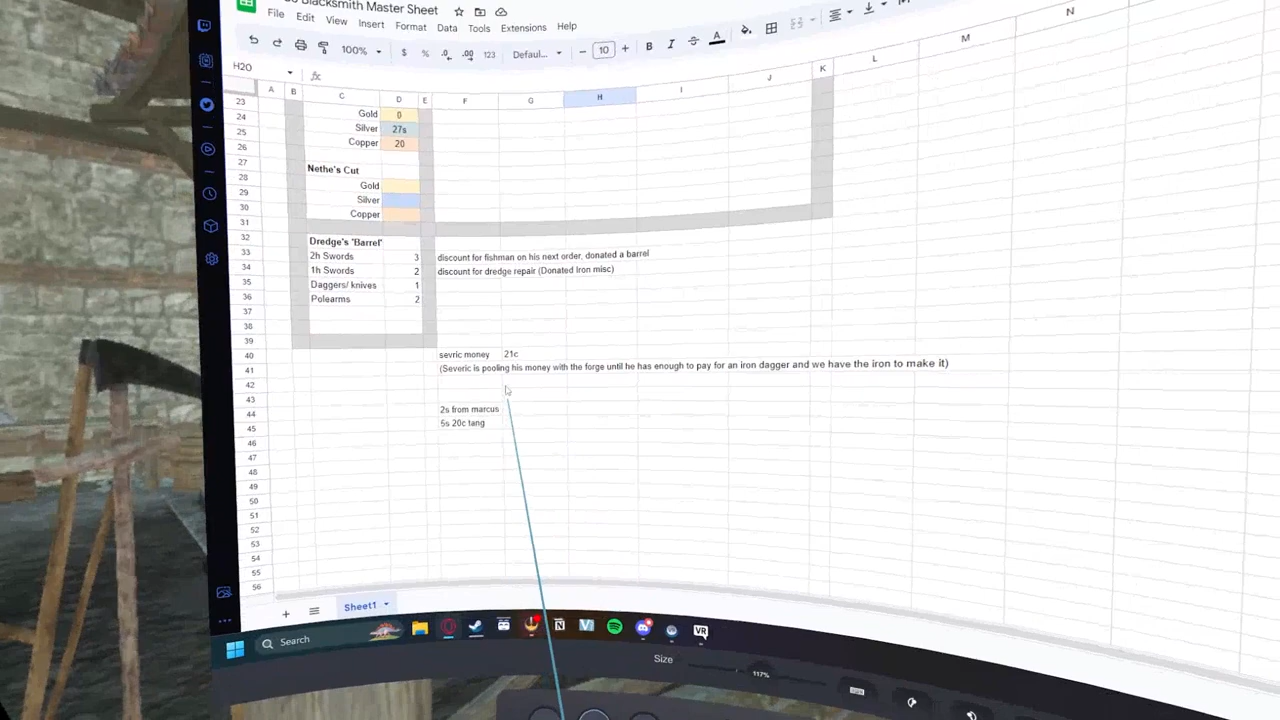 Blacksmith Master Sheet
File Edit View Insert Format Data Tools Extensions Help
100% $ % .0 .00 123 Defaul... − 10 + B I S A
H20 fx
A B C D E F G H I J K L M N
23
24 Gold 0
25 Silver 27s
26 Copper 20
27
28 Nethe's Cut
29 Gold
30 Silver
31 Copper
32
33 Dredge's 'Barrel'
34 2h Swords 3 discount for fishman on his next order, donated a barrel
35 1h Swords 2 discount for dredge repair (Donated Iron misc)
36 Daggers/ knives 1
37 Polearms 2
38
39
40 sevric money 21c
41 (Severic is pooling his money with the forge until he has enough to pay for an iron dagger and we have the iron to make it)
42
43
44 2s from marcus
45 5s 20c tang
46
47
48
49
50
51
52
53
54
55
56
+ Sheet1
Search
VR
Size 117%